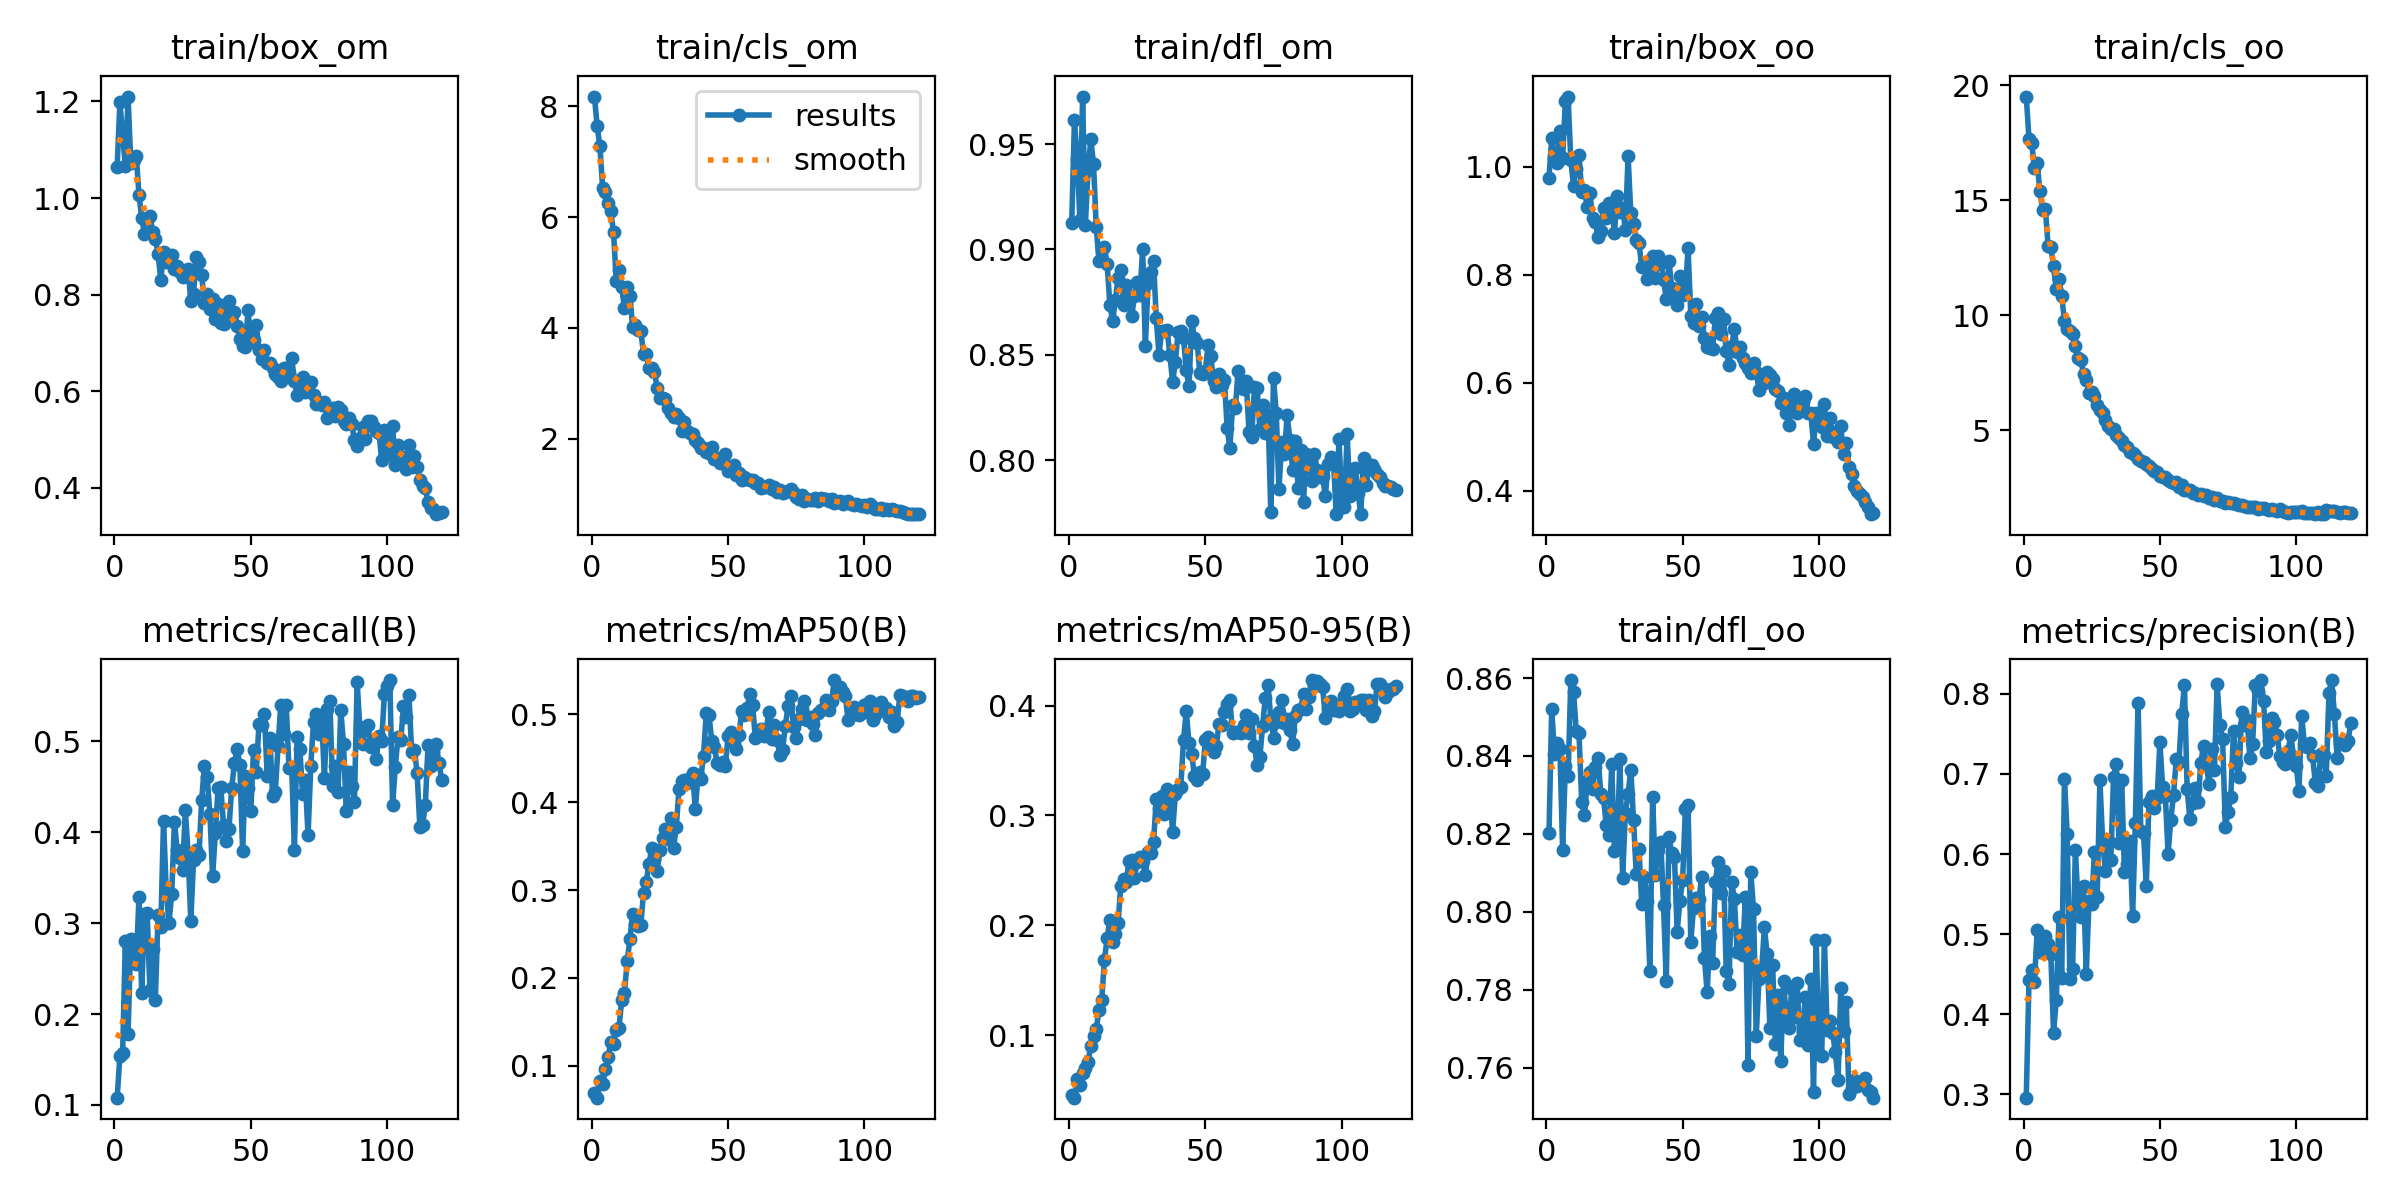 train/box_om
1.2
1.0
0.8
0.6
0.4
0 50 100
train/cls_om
results
smooth
8
6
4
2
0 50 100
train/dfl_om
0.95
0.90
0.85
0.80
0 50 100
train/box_oo
1.0
0.8
0.6
0.4
0 50 100
train/cls_oo
20
15
10
5
0 50 100
metrics/recall(B)
0.5
0.4
0.3
0.2
0.1
0 50 100
metrics/mAP50(B)
0.5
0.4
0.3
0.2
0.1
0 50 100
metrics/mAP50-95(B)
0.4
0.3
0.2
0.1
0 50 100
train/dfl_oo
0.86
0.84
0.82
0.80
0.78
0.76
0 50 100
metrics/precision(B)
0.8
0.7
0.6
0.5
0.4
0.3
0 50 100